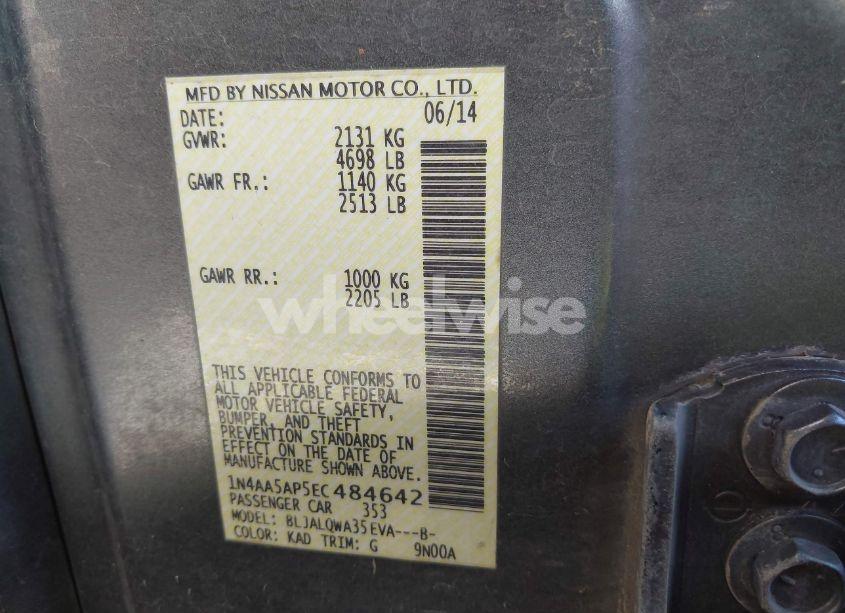 MFD BY NISSAN MOTOR CO., LTD.
DATE: 06/14
GVWR: 2131 KG
4698 LB
GAWR FR.: 1140 KG
2513 LB
GAWR RR.: 1000 KG
2205 LB
wheelwise
THIS VEHICLE CONFORMS TO
ALL APPLICABLE FEDERAL
MOTOR VEHICLE SAFETY,
BUMPER, AND THEFT
PREVENTION STANDARDS IN
EFFECT ON THE DATE OF
MANUFACTURE SHOWN ABOVE.
1N4AA5AP5EC484642
PASSENGER CAR 353
MODEL: BLJALQWA35EVA---B-
COLOR: KAD TRIM: G 9N00A